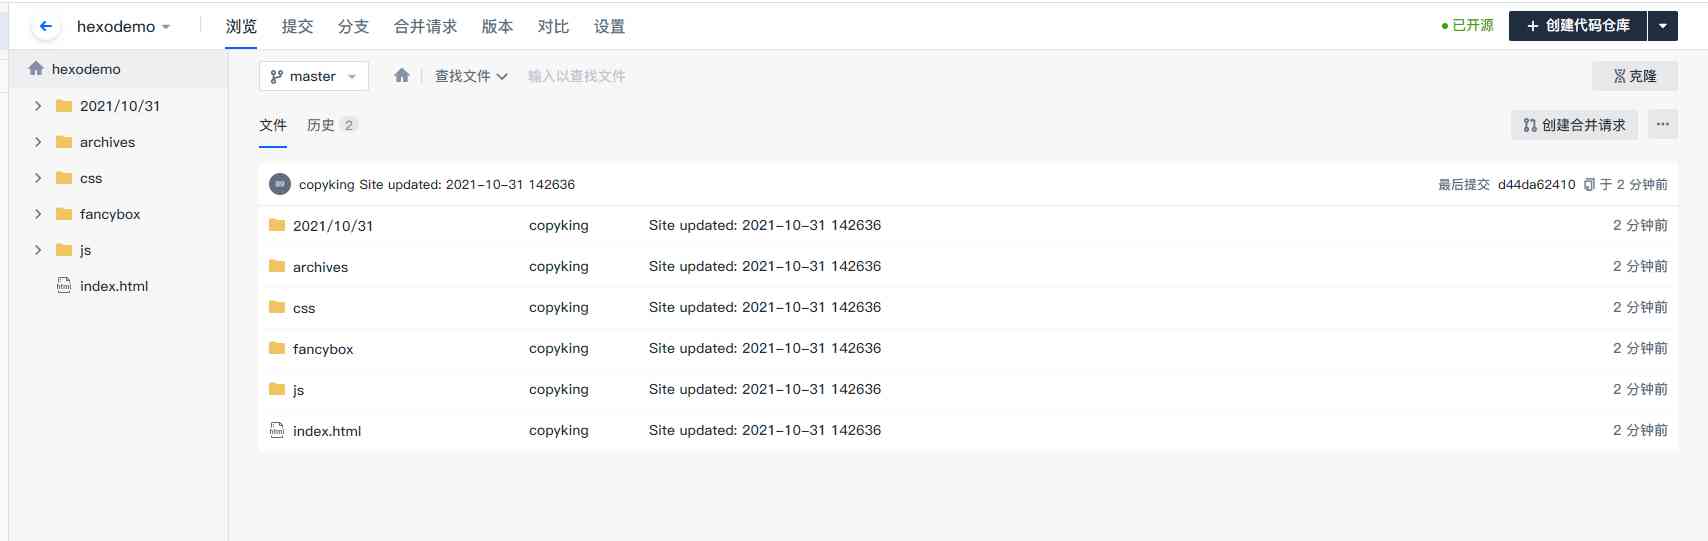 hexodemo 浏览 提交 分支 合并请求 版本 对比 设置 已开源 创建代码仓库
hexodemo
2021/10/31
archives
css
fancybox
js
index.html
master 查找文件 输入以查找文件 克隆
文件 历史 2 创建合并请求 ···
copyking Site updated: 2021-10-31 142636 最后提交 d44da62410 于 2 分钟前
2021/10/31 copyking Site updated: 2021-10-31 142636 2 分钟前
archives copyking Site updated: 2021-10-31 142636 2 分钟前
css copyking Site updated: 2021-10-31 142636 2 分钟前
fancybox copyking Site updated: 2021-10-31 142636 2 分钟前
js copyking Site updated: 2021-10-31 142636 2 分钟前
index.html copyking Site updated: 2021-10-31 142636 2 分钟前